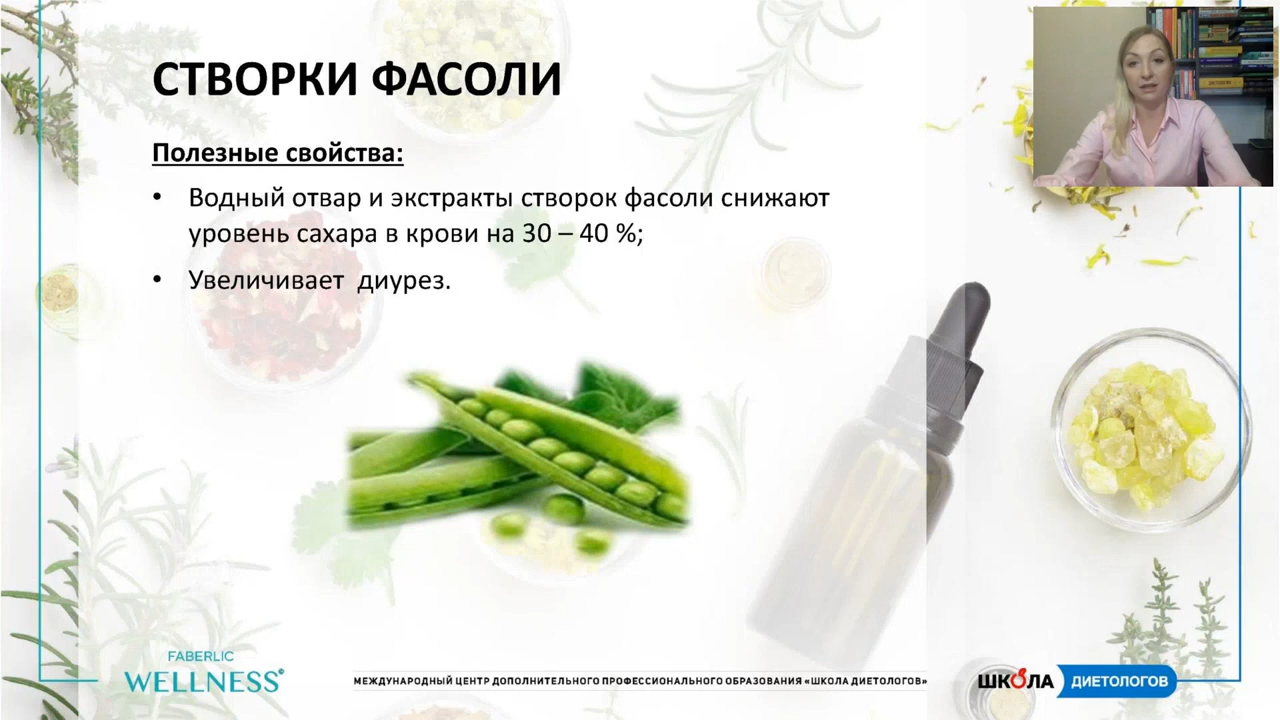 СТВОРКИ ФАСОЛИ
Полезные свойства:
• Водный отвар и экстракты створок фасоли снижают
уровень сахара в крови на 30 – 40 %;
• Увеличивает диурез.
FABERLIC
WELLNESS©
МЕЖДУНАРОДНЫЙ ЦЕНТР ДОПОЛНИТЕЛЬНОГО ПРОФЕССИОНАЛЬНОГО ОБРАЗОВАНИЯ «ШКОЛА ДИЕТОЛОГОВ»
ШКОЛА ДИЕТОЛОГОВ